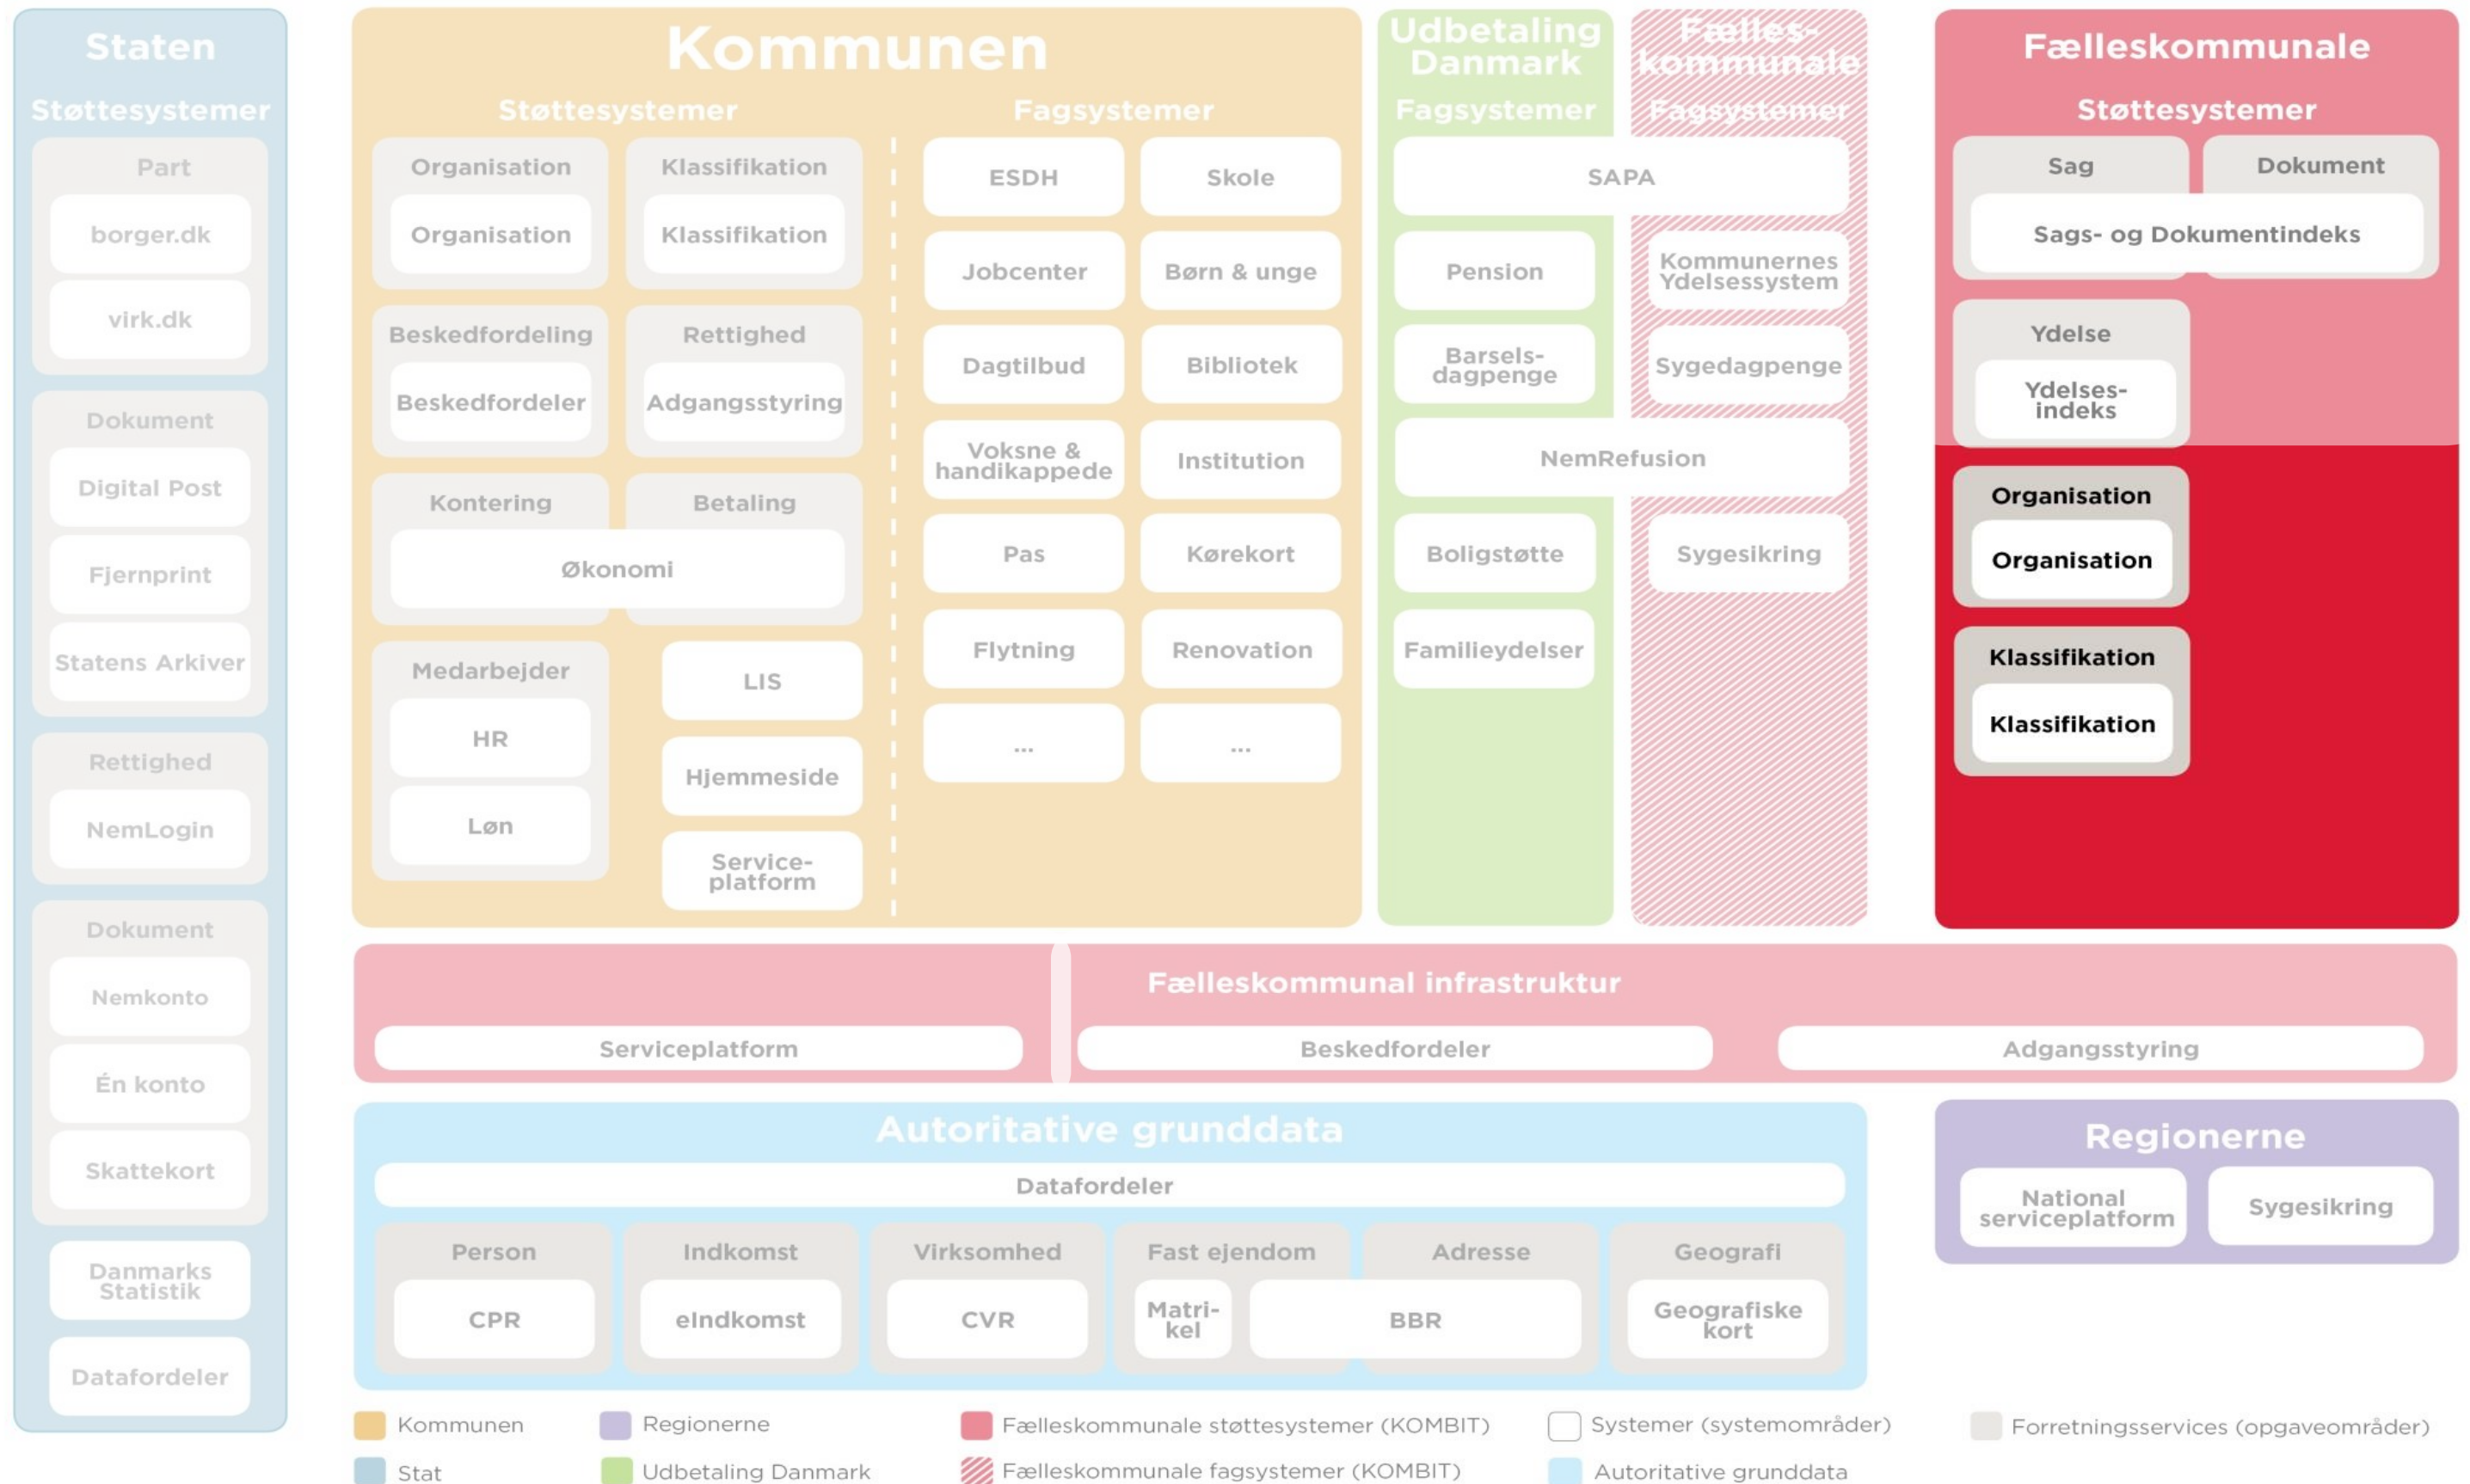 Staten
Støttesystemer
Part
borger.dk
virk.dk
Dokument
Digital Post
Fjernprint
Statens Arkiver
Rettighed
NemLogin
Dokument
Nemkonto
Én konto
Skattekort
Danmarks
Statistik
Datafordeler
Kommunen
Støttesystemer
Organisation
Organisation
Klassifikation
Klassifikation
Beskedfordeling
Beskedfordeler
Rettighed
Adgangsstyring
Kontering
Betaling
Økonomi
Medarbejder
HR
Løn
LIS
Hjemmeside
Service-
platform
Fagsystemer
ESDH
Skole
Jobcenter
Børn & unge
Dagtilbud
Bibliotek
Voksne &
handikappede
Institution
Pas
Kørekort
Flytning
Renovation
...
...
Udbetaling
Danmark
Fagsystemer
Fælles-
kommunale
Fagsystemer
SAPA
Pension
Kommunernes
Ydelsessystem
Barsels-
dagpenge
Sygedagpenge
NemRefusion
Boligstøtte
Sygesikring
Familieydelser
Fælleskommunale
Støttesystemer
Sag
Dokument
Sags- og Dokumentindeks
Ydelse
Ydelses-
indeks
Organisation
Organisation
Klassifikation
Klassifikation
Fælleskommunal infrastruktur
Serviceplatform
Beskedfordeler
Adgangsstyring
Autoritative grunddata
Datafordeler
Person
CPR
Indkomst
eIndkomst
Virksomhed
CVR
Fast ejendom
Adresse
Matri-
kel
BBR
Geografi
Geografiske
kort
Regionerne
National
serviceplatform
Sygesikring
Kommunen
Regionerne
Fælleskommunale støttesystemer (KOMBIT)
Systemer (systemområder)
Forretningsservices (opgaveområder)
Stat
Udbetaling Danmark
Fælleskommunale fagsystemer (KOMBIT)
Autoritative grunddata